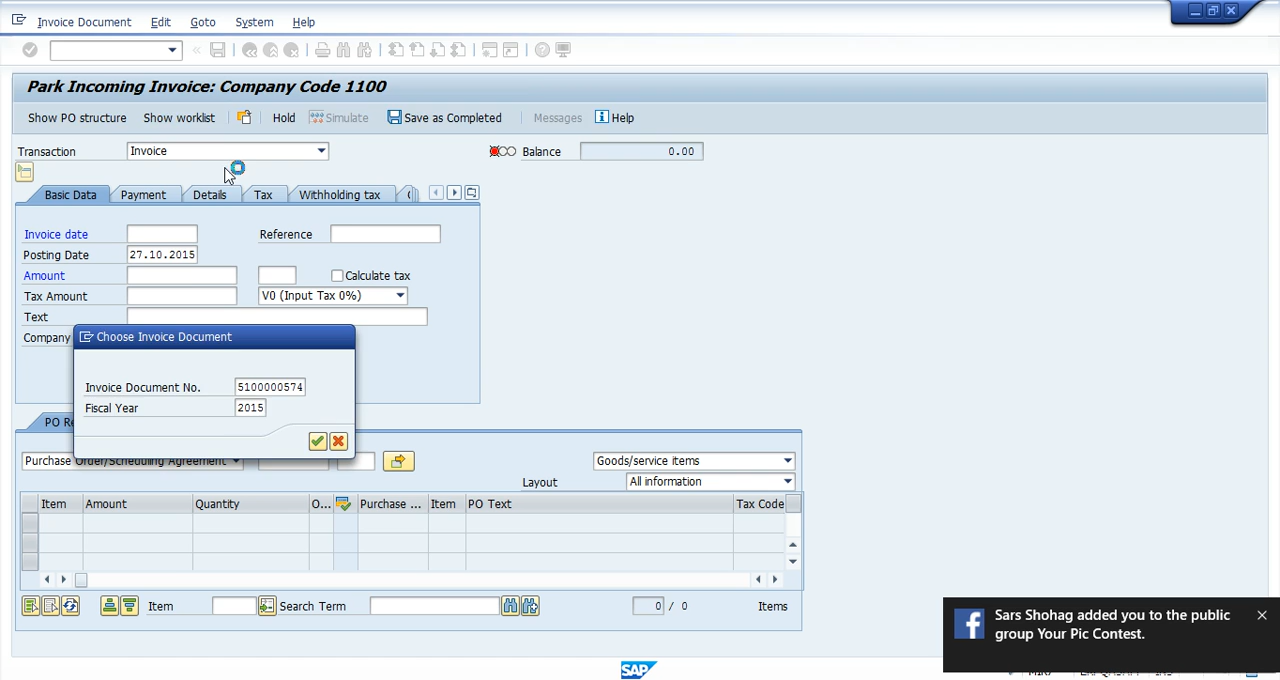 Invoice Document Edit Goto System Help
Park Incoming Invoice: Company Code 1100
Show PO structure Show worklist Hold Simulate Save as Completed Messages Help
Transaction Invoice Balance 0.00
Basic Data Payment Details Tax Withholding tax
Invoice date Reference
Posting Date 27.10.2015
Amount Calculate tax
Tax Amount V0 (Input Tax 0%)
Text
Company
Choose Invoice Document
Invoice Document No. 5100000574
Fiscal Year 2015
PO Re
Purchase Order/Scheduling Agreement Goods/service items
Layout All information
Item Amount Quantity O... Purchase ... Item PO Text Tax Code
Item Search Term 0 / 0 Items
Sars Shohag added you to the public
group Your Pic Contest.
SAP